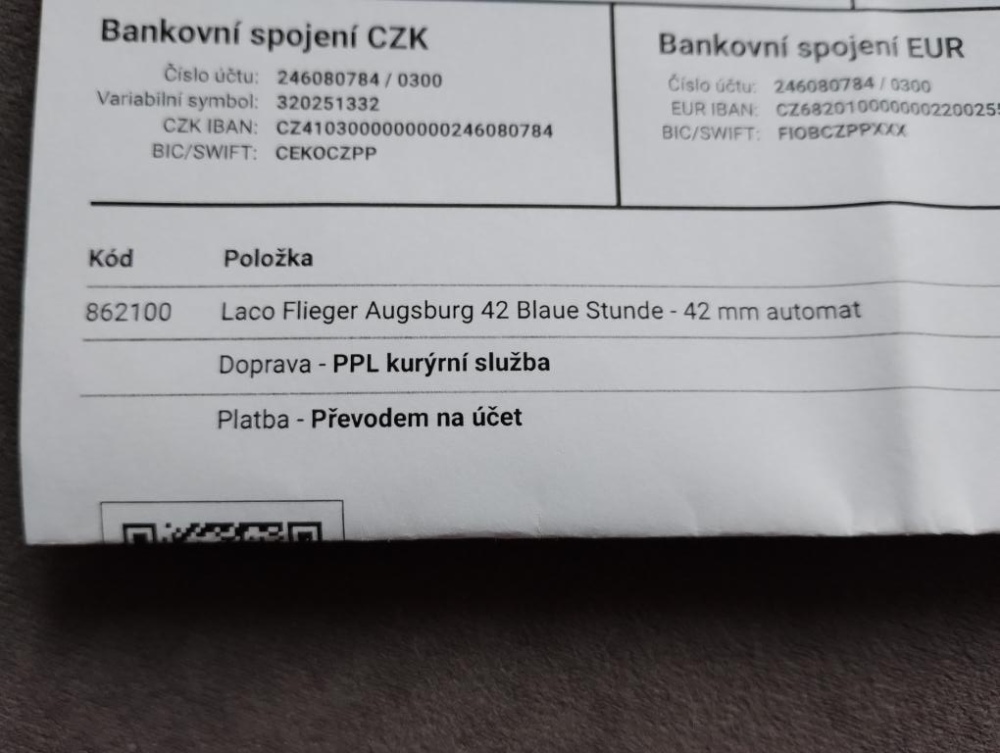 Bankovní spojení CZK
Číslo účtu: 246080784 / 0300
Variabilní symbol: 320251332
CZK IBAN: CZ4103000000000246080784
BIC/SWIFT: CEKOCZPP
Bankovní spojení EUR
Číslo účtu: 246080784 / 0300
EUR IBAN:
BIC/SWIFT: FIOBCZPPXXX
Kód Položka
862100 Laco Flieger Augsburg 42 Blaue Stunde - 42 mm automat
Doprava - PPL kurýrní služba
Platba - Převodem na účet